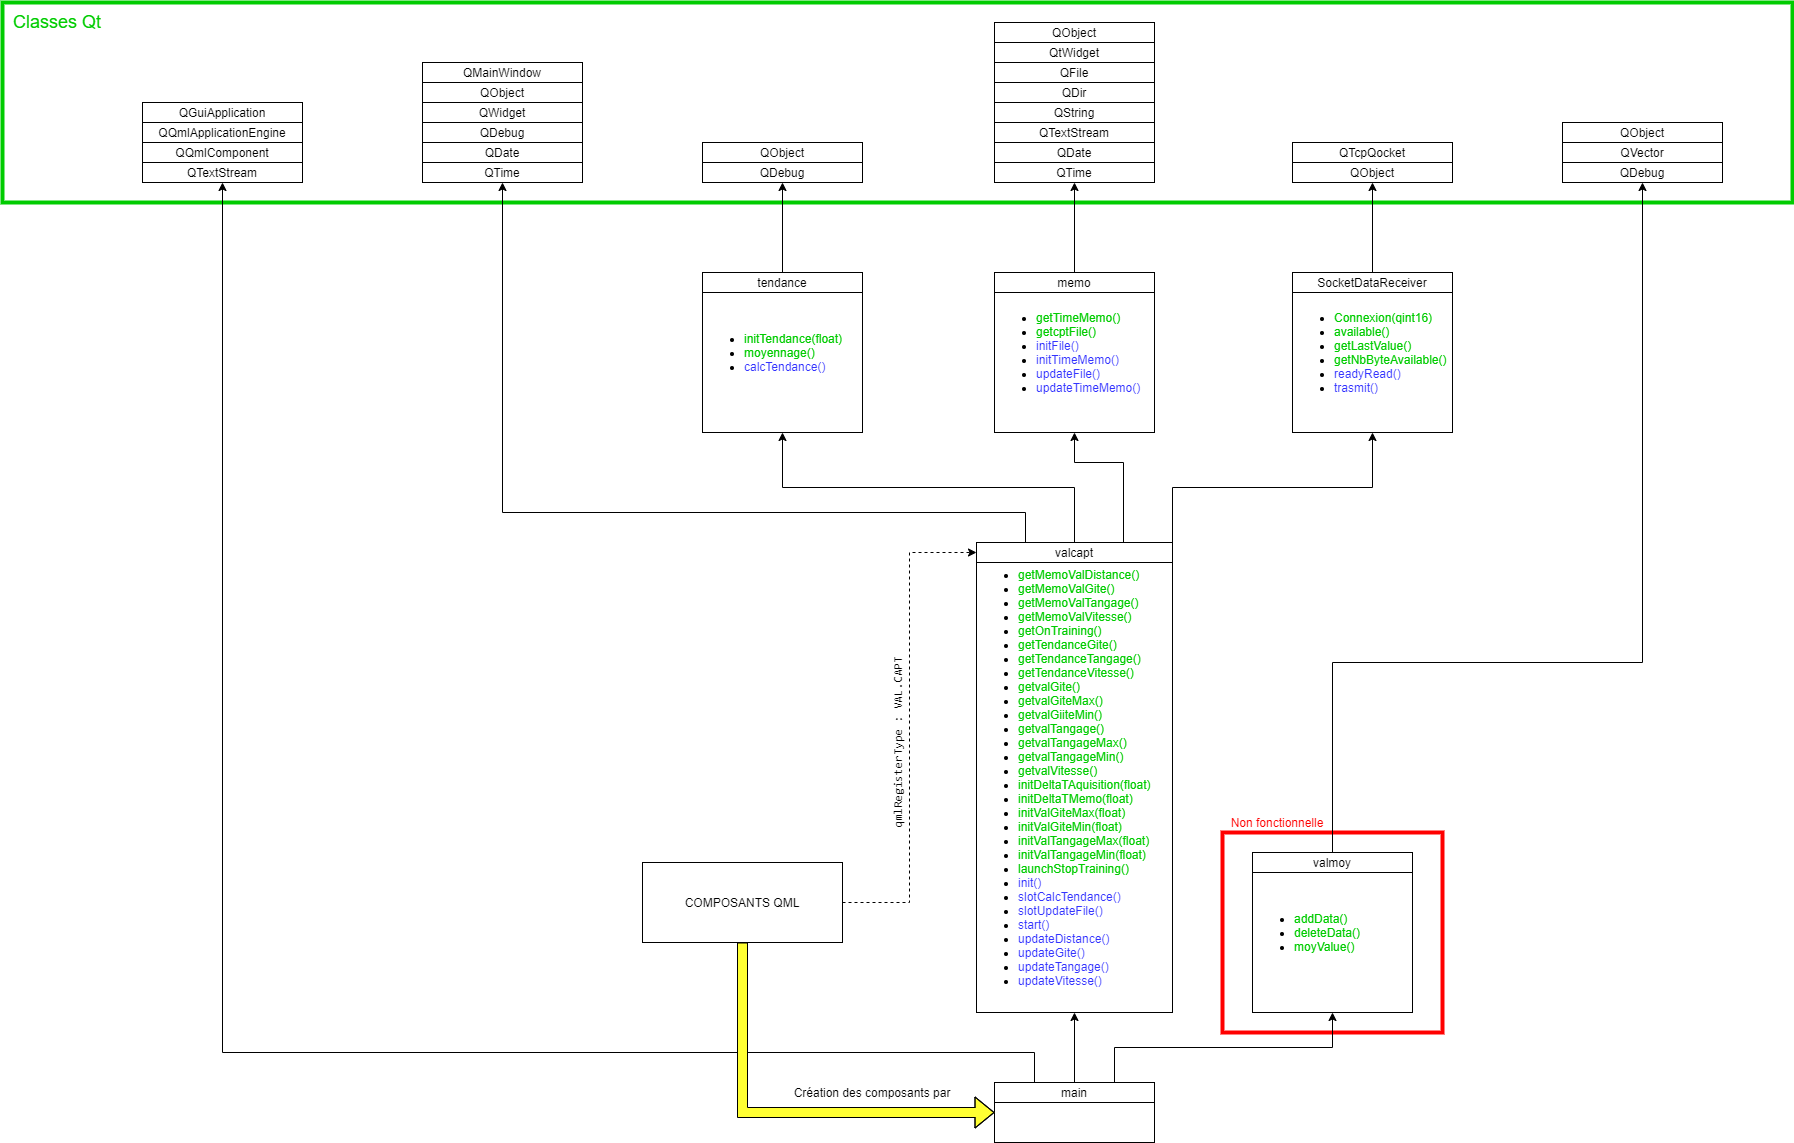 Classes Qt
QGuiApplication
QQmlApplicationEngine
QQmlComponent
QTextStream
QMainWindow
QObject
QWidget
QDebug
QDate
QTime
QObject
QDebug
QObject
QtWidget
QFile
QDir
QString
QTextStream
QDate
QTime
QTcpQocket
QObject
QObject
QVector
QDebug
tendance
initTendance(float)
moyennage()
calcTendance()
memo
getTimeMemo()
getcptFile()
initFile()
initTimeMemo()
updateFile()
updateTimeMemo()
SocketDataReceiver
Connexion(qint16)
available()
getLastValue()
getNbByteAvailable()
readyRead()
trasmit()
valcapt
getMemoValDistance()
getMemoValGite()
getMemoValTangage()
getMemoValVitesse()
getOnTraining()
getTendanceGite()
getTendanceTangage()
getTendanceVitesse()
getvalGite()
getvalGiteMax()
getvalGiiteMin()
getvalTangage()
getvalTangageMax()
getvalTangageMin()
getvalVitesse()
initDeltaTAquisition(float)
initDeltaTMemo(float)
initValGiteMax(float)
initValGiteMin(float)
initValTangageMax(float)
initValTangageMin(float)
launchStopTraining()
init()
slotCalcTendance()
slotUpdateFile()
start()
updateDistance()
updateGite()
updateTangage()
updateVitesse()
qmlRegisterType : VAL.CAPT
COMPOSANTS QML
Non fonctionnelle
valmoy
addData()
deleteData()
moyValue()
Création des composants par
main